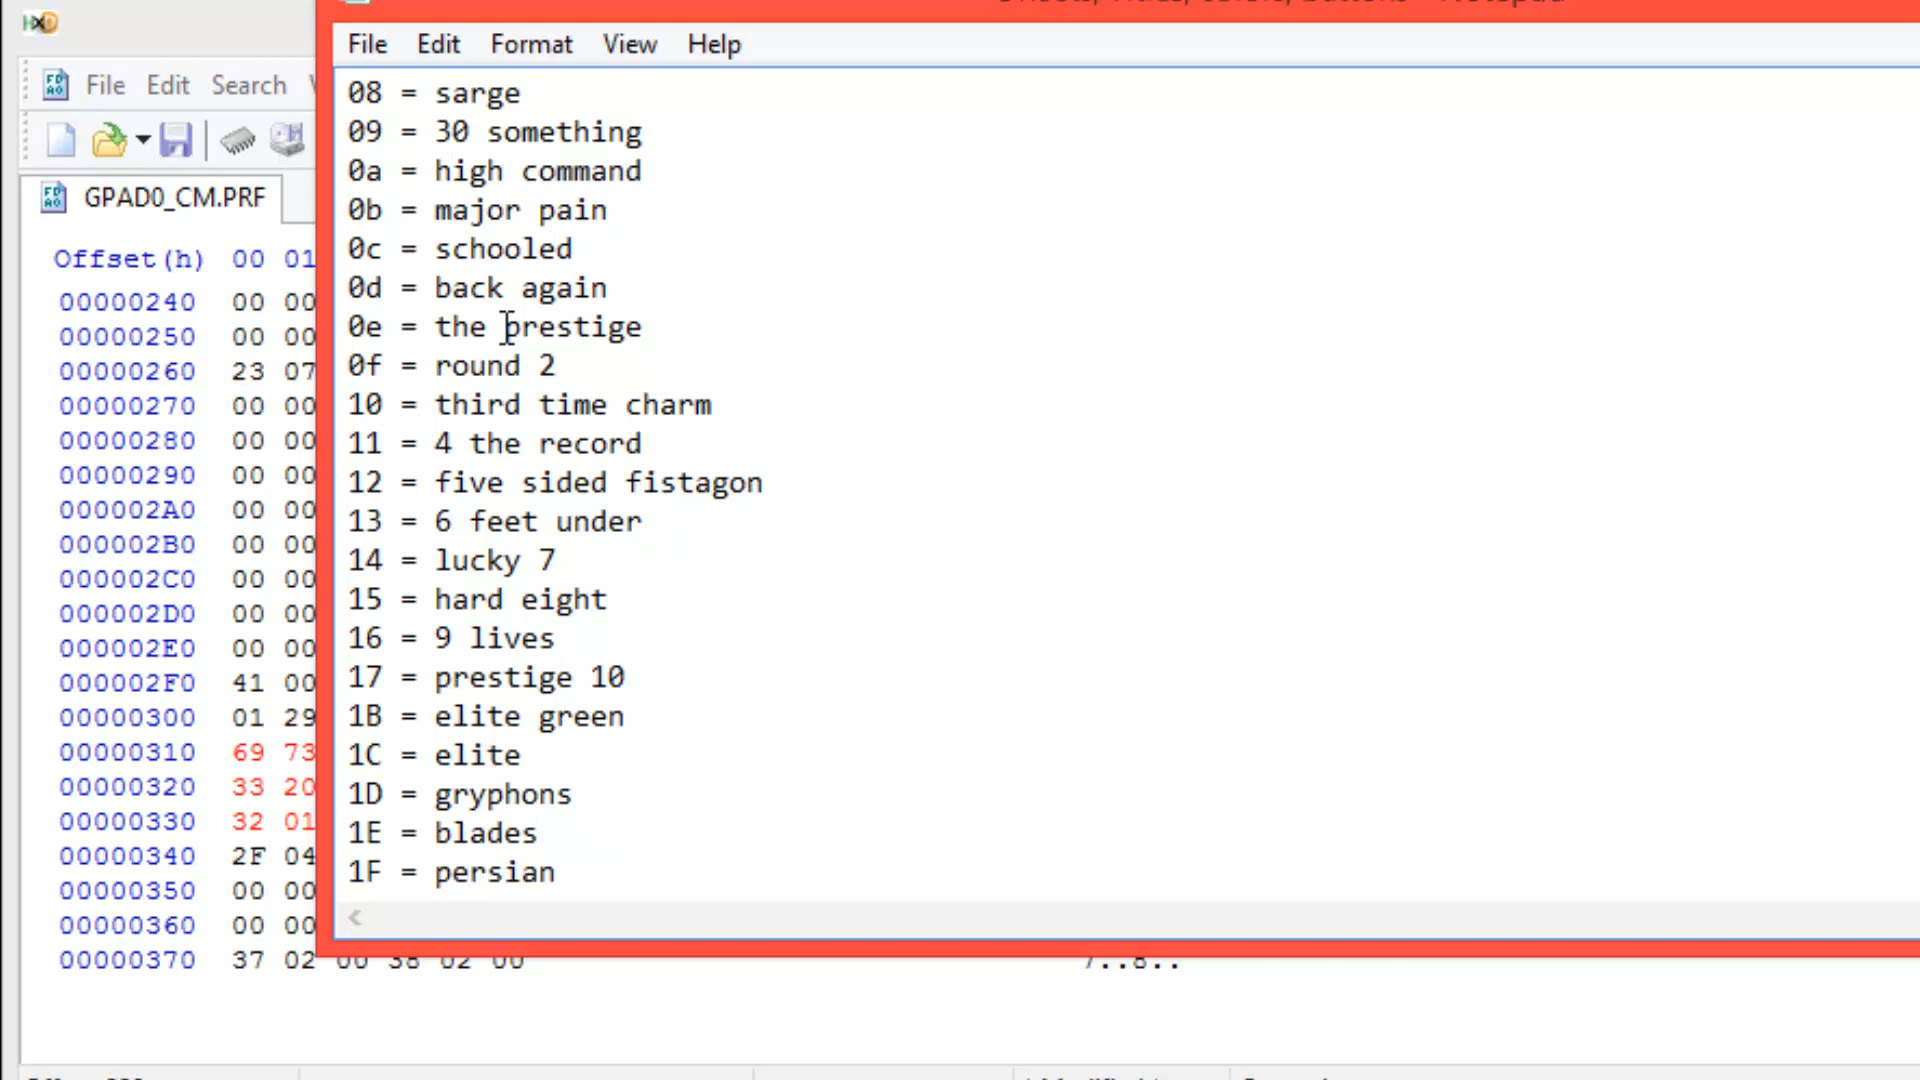 HxD
File Edit Format View Help
File Edit Search
GPAD0_CM.PRF
08 = sarge
09 = 30 something
0a = high command
0b = major pain
0c = schooled
0d = back again
0e = the prestige
0f = round 2
10 = third time charm
11 = 4 the record
12 = five sided fistagon
13 = 6 feet under
14 = lucky 7
15 = hard eight
16 = 9 lives
17 = prestige 10
1B = elite green
1C = elite
1D = gryphons
1E = blades
1F = persian
Offset(h) 00 01
00000240 00 00
00000250 00 00
00000260 23 07
00000270 00 00
00000280 00 00
00000290 00 00
000002A0 00 00
000002B0 00 00
000002C0 00 00
000002D0 00 00
000002E0 00 00
000002F0 41 00
00000300 01 29
00000310 69 73
00000320 33 20
00000330 32 01
00000340 2F 04
00000350 00 00
00000360 00 00
00000370 37 02 00 38 02 00 7..8..